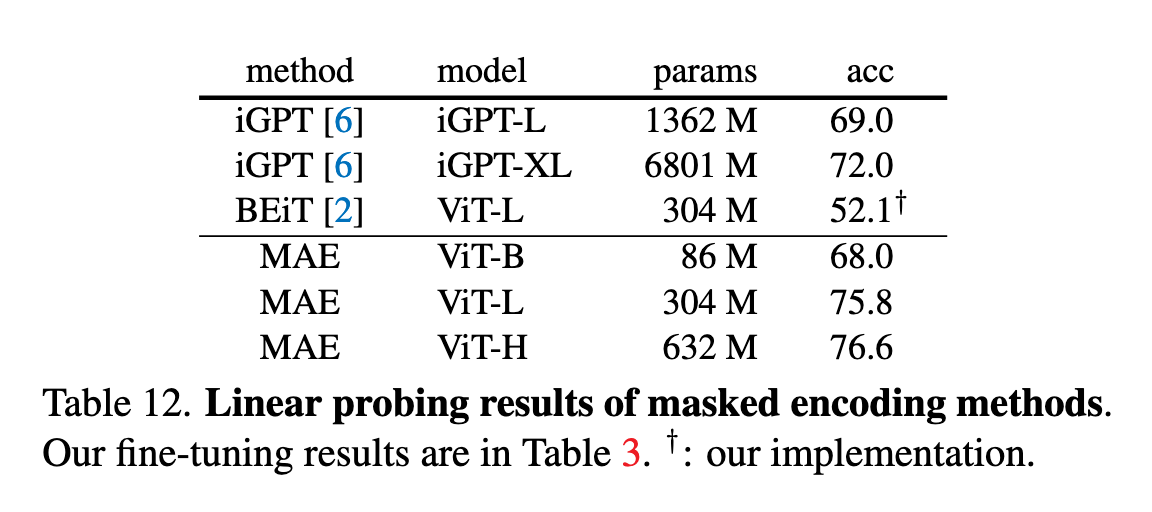 method model params acc
iGPT [6] iGPT-L 1362 M 69.0
iGPT [6] iGPT-XL 6801 M 72.0
BEiT [2] ViT-L 304 M 52.1†
MAE ViT-B 86 M 68.0
MAE ViT-L 304 M 75.8
MAE ViT-H 632 M 76.6
Table 12. Linear probing results of masked encoding methods.
Our fine-tuning results are in Table 3. †: our implementation.